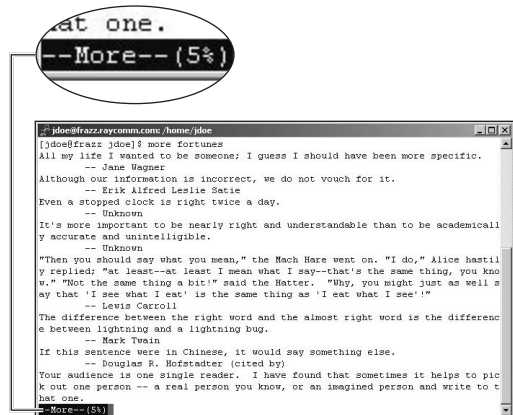 hat one.
--More--(5%)
jdoe@frazz.raycomm.com: /home/jdoe
[jdoe@frazz jdoe]$ more fortunes
All my life I wanted to be someone; I guess I should have been more specific.
-- Jane Wagner
Although our information is incorrect, we do not vouch for it.
-- Erik Alfred Leslie Satie
Even a stopped clock is right twice a day.
-- Unknown
It's more important to be nearly right and understandable than to be academicall
y accurate and unintelligible.
-- Unknown
"Then you should say what you mean," the Mach Hare went on. "I do," Alice hastil
y replied; "at least--at least I mean what I say--that's the same thing, you kno
w." "Not the same thing a bit!" said the Hatter.  "Why, you might just as well s
ay that 'I see what I eat' is the same thing as 'I eat what I see'!"
-- Lewis Carroll
The difference between the right word and the almost right word is the differenc
e between lightning and a lightning bug.
-- Mark Twain
If this sentence were in Chinese, it would say something else.
-- Douglas R. Hofstadter (cited by)
Your audience is one single reader.  I have found that sometimes it helps to pic
k out one person -- a real person you know, or an imagined person and write to t
hat one.
--More--(5%)